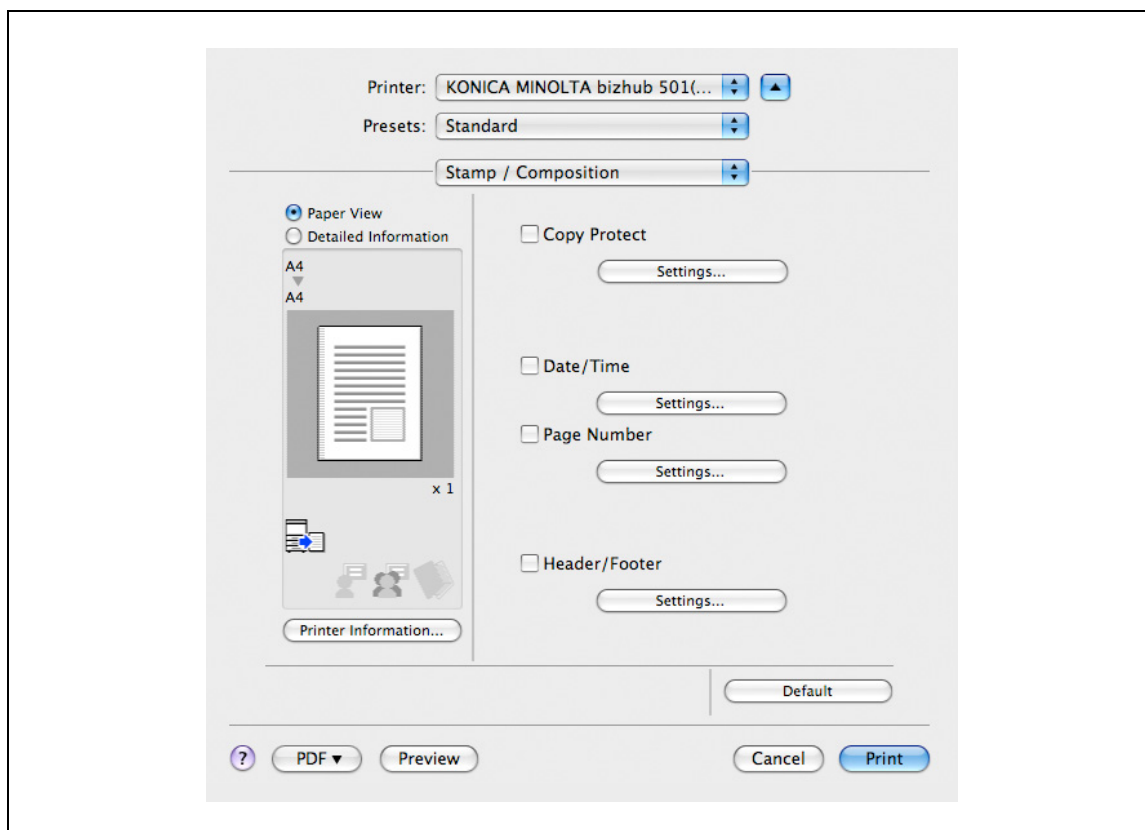 Printer: KONICA MINOLTA bizhub 501(...
Presets: Standard
Stamp / Composition
Paper View
Detailed Information
A4
A4
x 1
Printer Information...
Copy Protect
Settings...
Date/Time
Settings...
Page Number
Settings...
Header/Footer
Settings...
Default
? PDF Preview Cancel Print